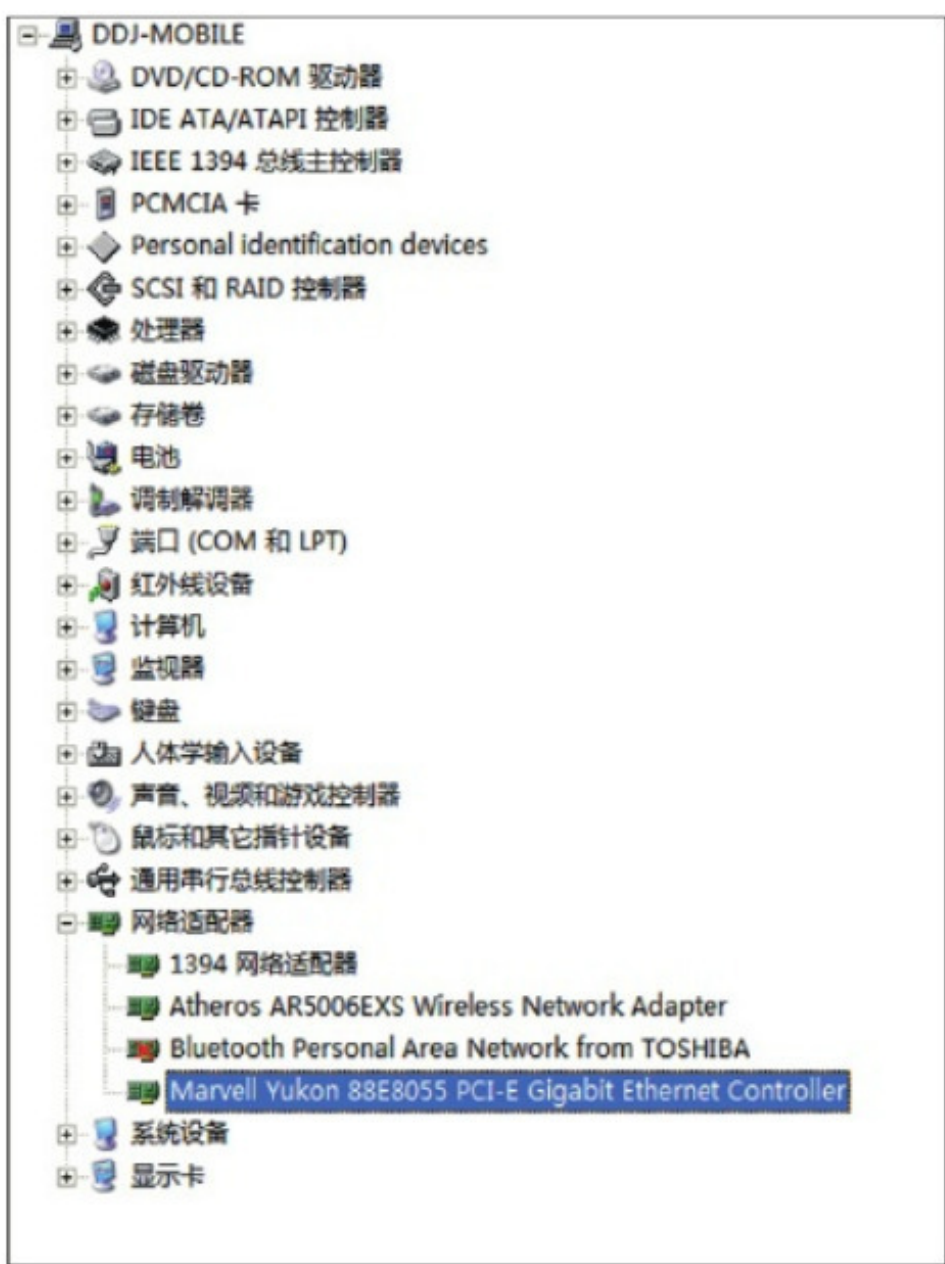 DDJ-MOBILE
DVD/CD-ROM 驱动器
IDE ATA/ATAPI 控制器
IEEE 1394 总线主控制器
PCMCIA 卡
Personal identification devices
SCSI 和 RAID 控制器
处理器
磁盘驱动器
存储卷
电池
调制解调器
端口 (COM 和 LPT)
红外线设备
计算机
监视器
键盘
人体学输入设备
声音、视频和游戏控制器
鼠标和其它指针设备
通用串行总线控制器
网络适配器
1394 网络适配器
Atheros AR5006EXS Wireless Network Adapter
Bluetooth Personal Area Network from TOSHIBA
Marvell Yukon 88E8055 PCI-E Gigabit Ethernet Controller
系统设备
显示卡